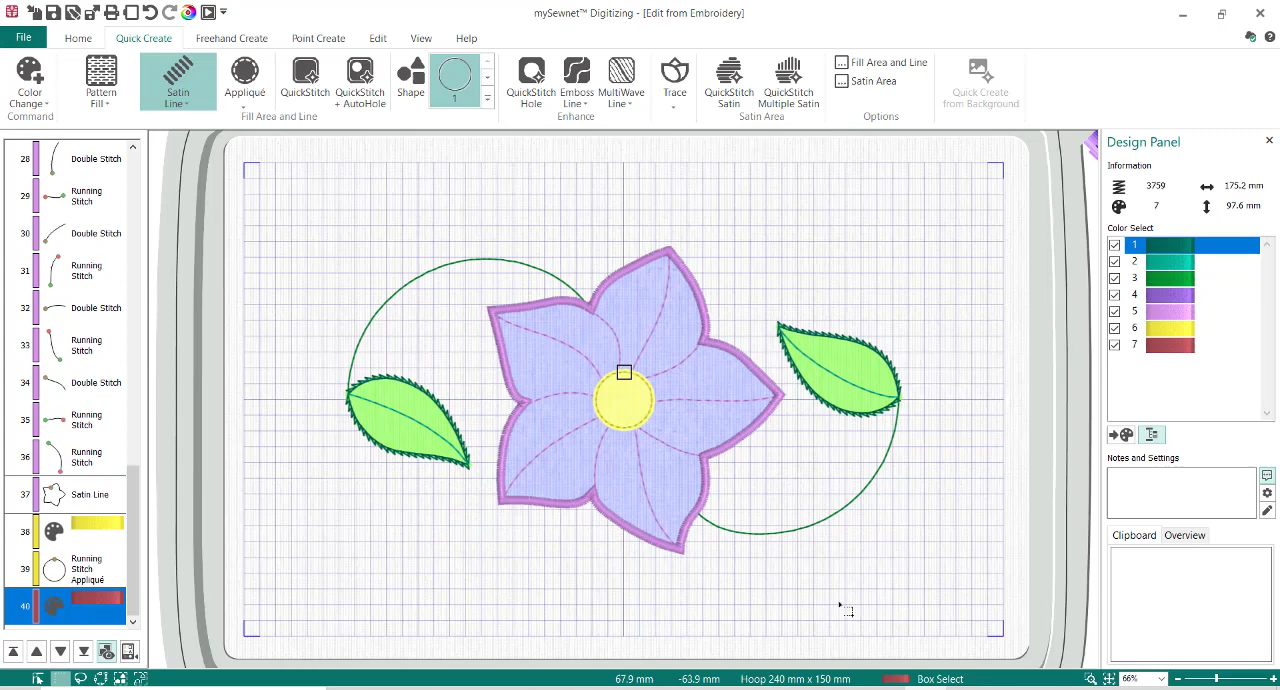 mySewnet™ Digitizing - [Edit from Embroidery]
File Home Quick Create Freehand Create Point Create Edit View Help
Color
Change
Command
Pattern
Fill
Satin
Line
Appliqué
QuickStitch
QuickStitch
+ AutoHole
Shape
1
Fill Area and Line
QuickStitch
Hole
Emboss
Line
MultiWave
Line
Enhance
Trace
QuickStitch
Satin
QuickStitch
Multiple Satin
Satin Area
Fill Area and Line
Satin Area
Options
Quick Create
from Background
28 Double Stitch
29 Running
Stitch
30 Double Stitch
31 Running
Stitch
32 Double Stitch
33 Running
Stitch
34 Double Stitch
35 Running
Stitch
36 Running
Stitch
37 Satin Line
38
39 Running
Stitch
Appliqué
40
Design Panel
Information
3759 175.2 mm
7 97.6 mm
Color Select
1
2
3
4
5
6
7
Notes and Settings
Clipboard Overview
67.9 mm -63.9 mm Hoop 240 mm x 150 mm Box Select 66%